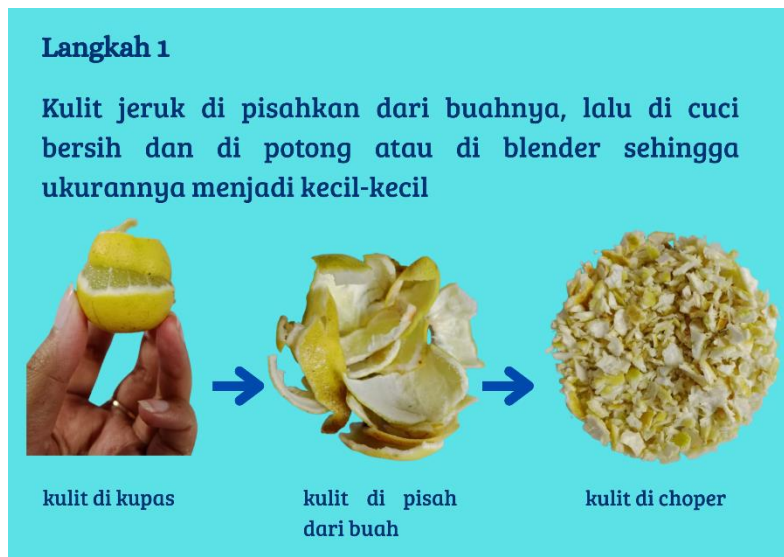 Langkah 1
Kulit jeruk di pisahkan dari buahnya, lalu di cuci
bersih dan di potong atau di blender sehingga
ukurannya menjadi kecil-kecil
kulit di kupas
kulit di pisah
dari buah
kulit di choper